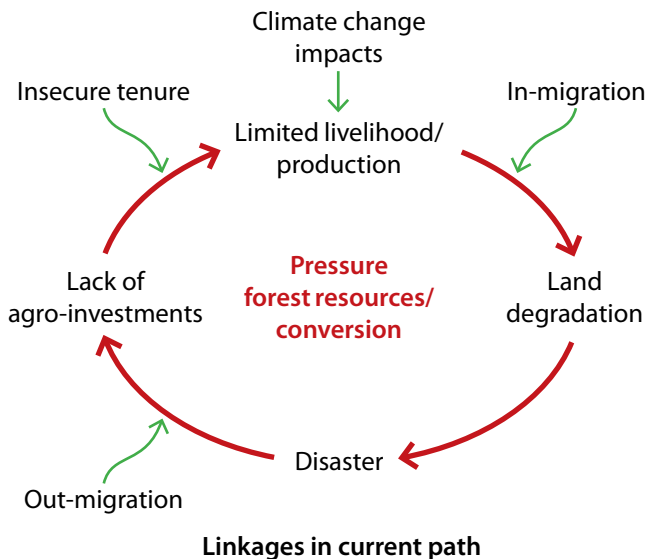 Climate change
impacts
Insecure tenure
In-migration
Limited livelihood/
production
Lack of
agro-investments
Pressure
forest resources/
conversion
Land
degradation
Disaster
Out-migration
Linkages in current path